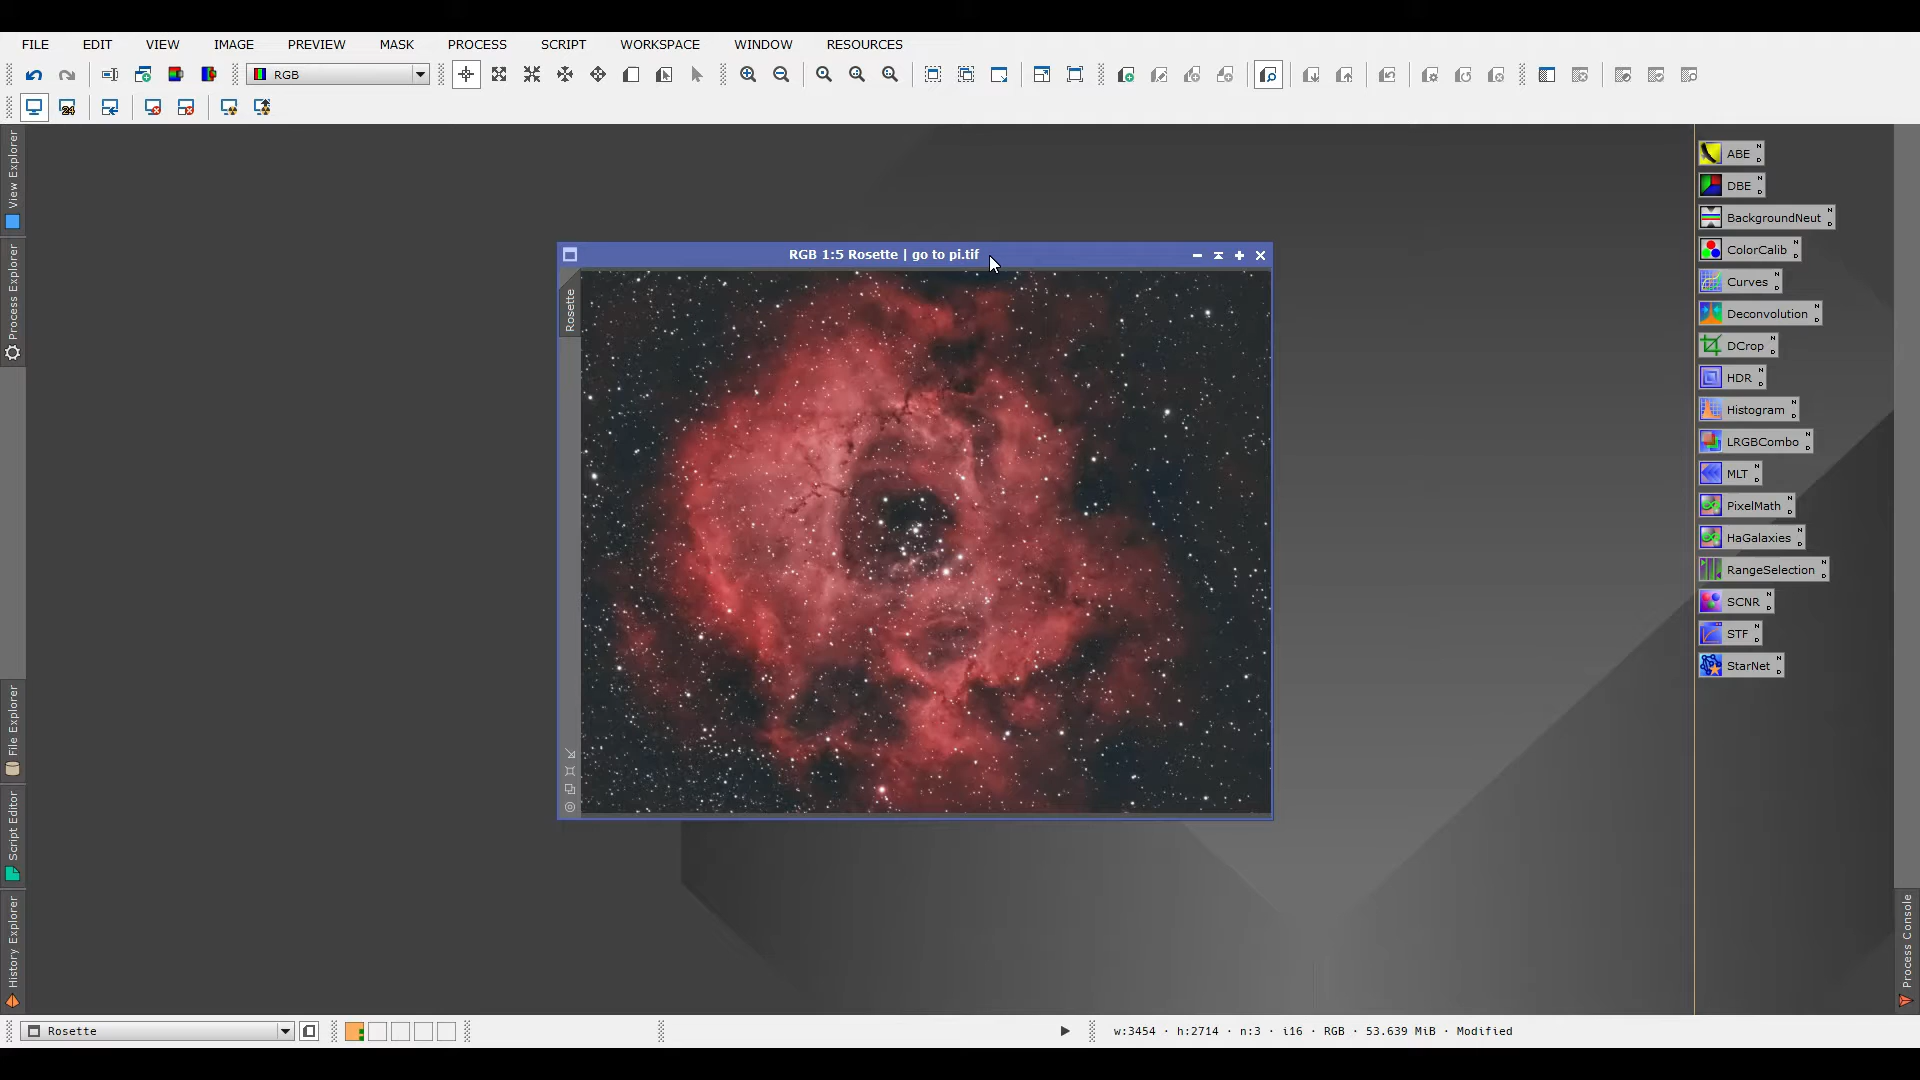 FILE EDIT VIEW IMAGE PREVIEW MASK PROCESS SCRIPT WORKSPACE WINDOW RESOURCES
RGB
24
View Explorer
Process Explorer
File Explorer
Script Editor
History Explorer
RGB 1:5 Rosette | go to pi.tif
Rosette
ABE N D
DBE N D
BackgroundNeut N D
ColorCalib N D
Curves N D
Deconvolution N D
DCrop N D
HDR N D
Histogram N D
LRGBCombo N D
MLT N D
PixelMath N D
HaGalaxies N D
RangeSelection N D
SCNR N D
STF N D
StarNet N D
Process Console
Rosette
w:3454 · h:2714 · n:3 · i16 · RGB · 53.639 MiB · Modified